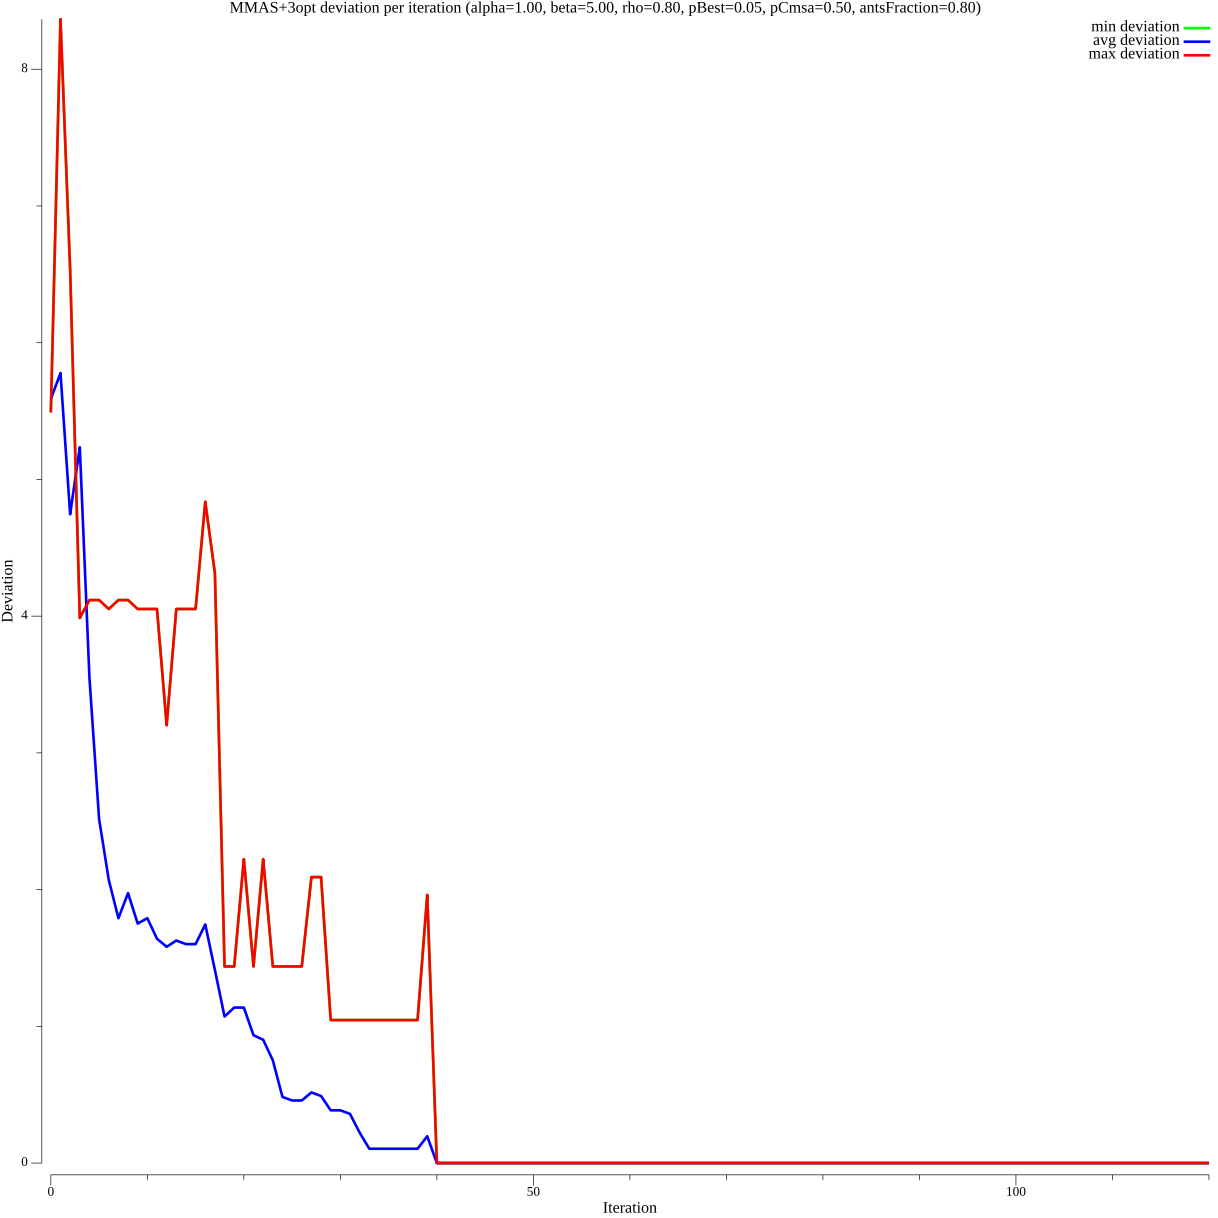 MMAS+3opt deviation per iteration (alpha=1.00, beta=5.00, rho=0.80, pBest=0.05, pCmsa=0.50, antsFraction=0.80)
min deviation
avg deviation
max deviation
8
4
0
Deviation
0 50 100
Iteration